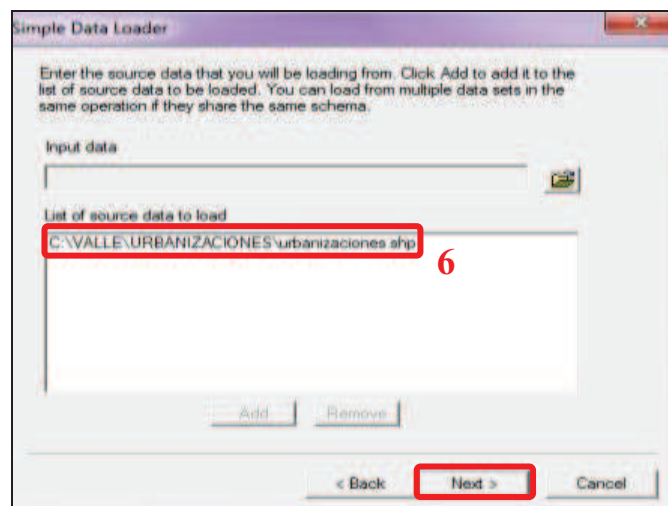 Simple Data Loader
Enter the source data that you will be loading from. Click Add to add it to the
list of source data to be loaded. You can load from multiple data sets in the
same operation if they share the same schema.
Input data
List of source data to load
C:\VALLE\URBANIZACIONES\urbanizaciones.shp
6
Add Remove
< Back Next > Cancel